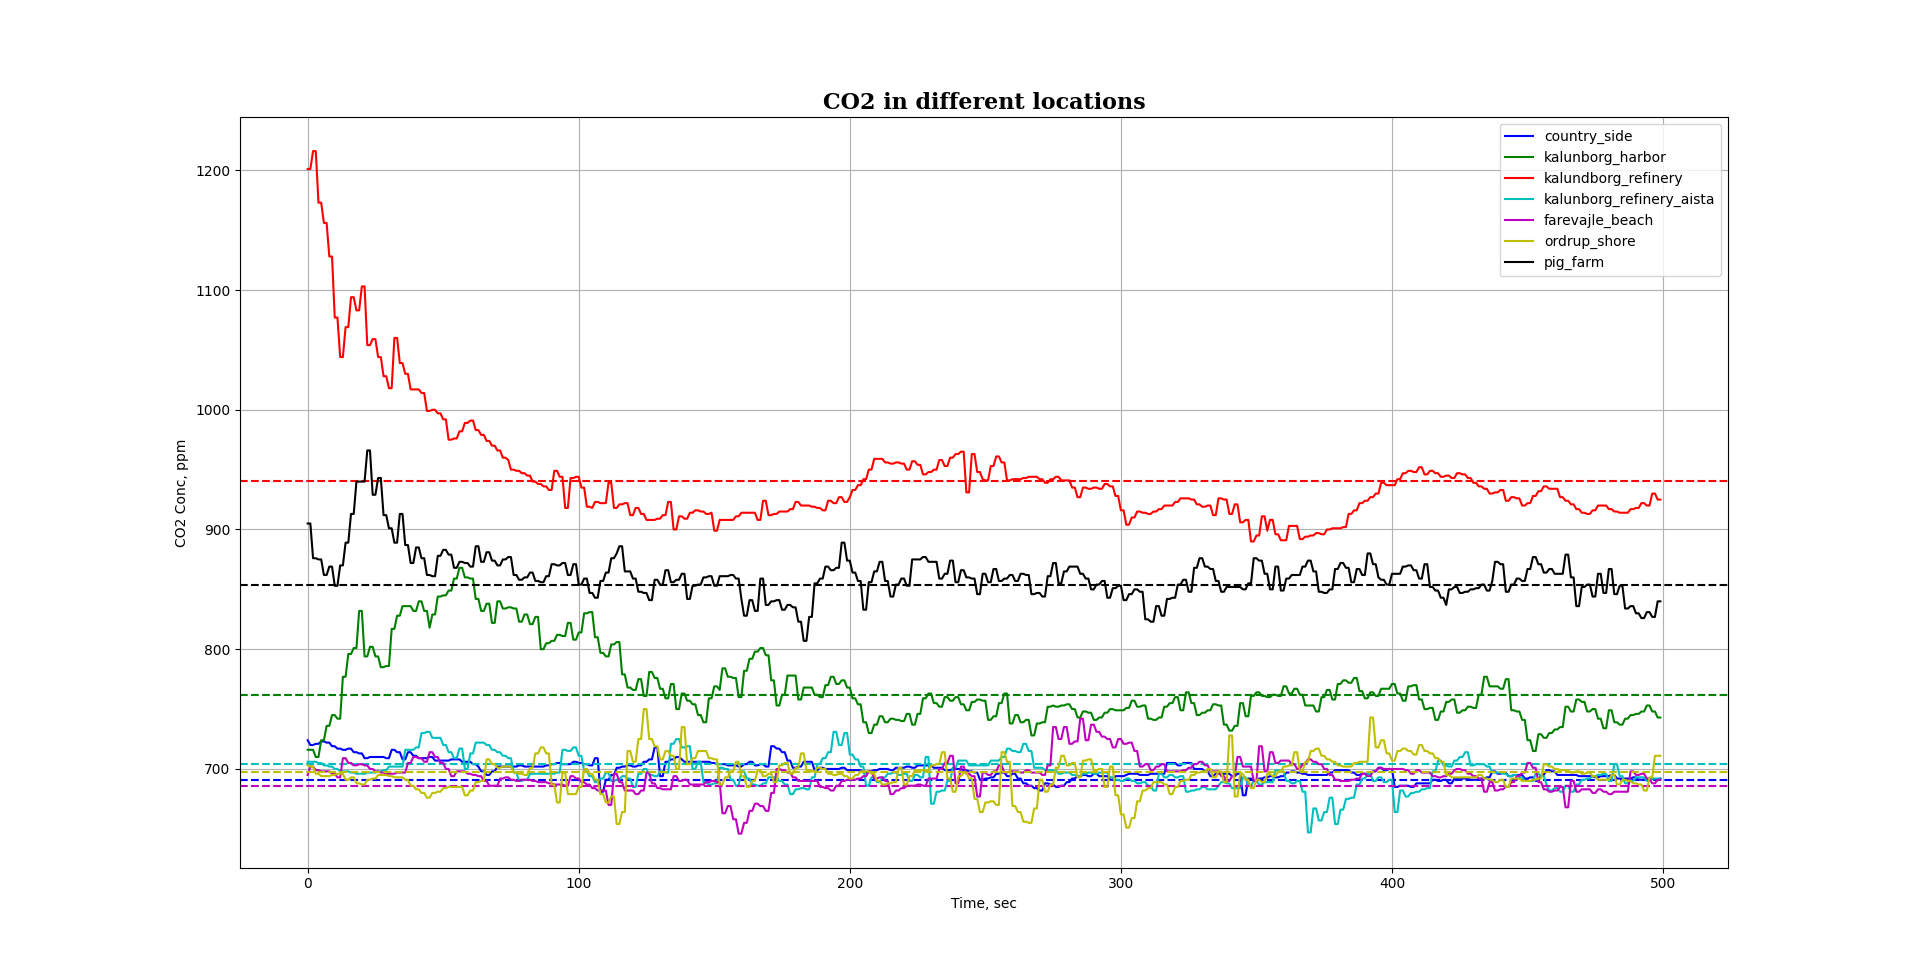 CO2 in different locations
country_side
kalunborg_harbor
kalundborg_refinery
kalunborg_refinery_aista
farevajle_beach
ordrup_shore
pig_farm
CO2 Conc, ppm
1200
1100
1000
900
800
700
0 100 200 300 400 500
Time, sec